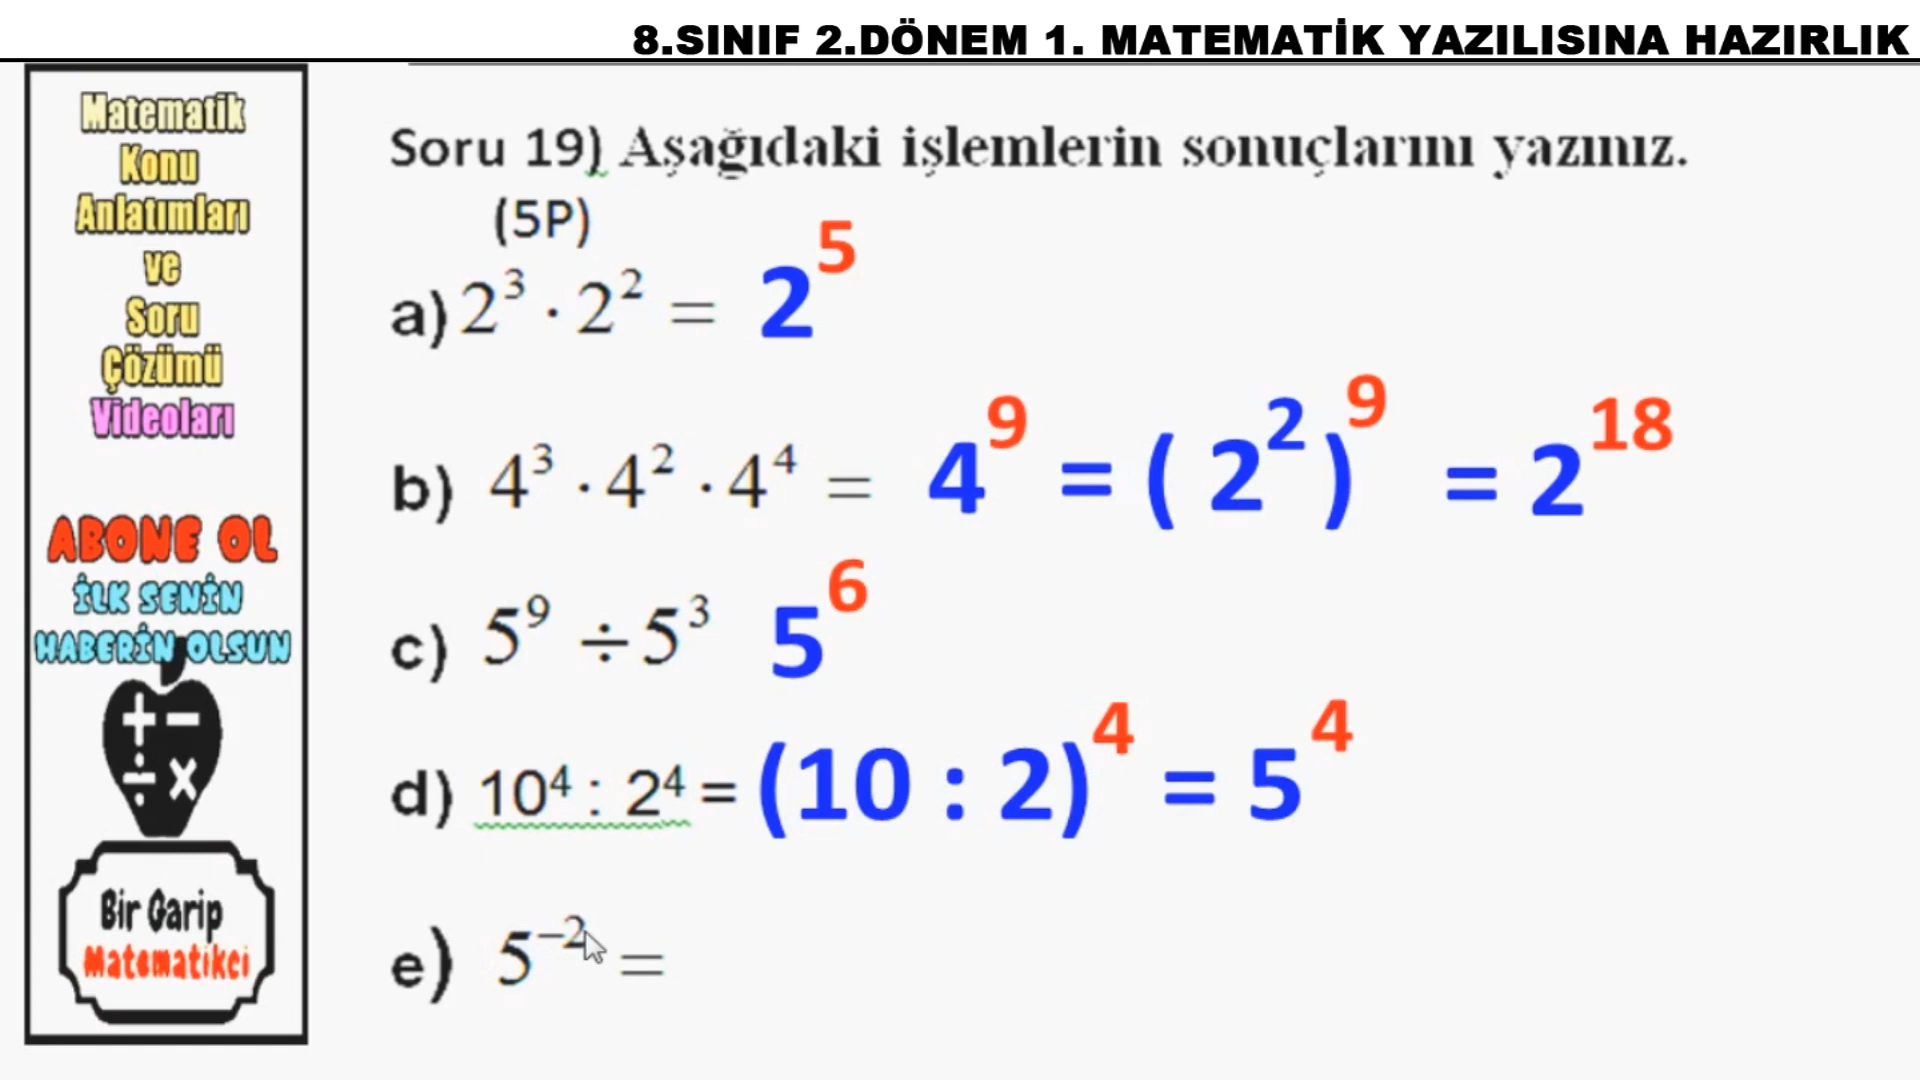 8.SINIF 2.DÖNEM 1. MATEMATİK YAZILISINA HAZIRLIK
Matematik
Konu
Anlatımları
ve
Soru
Çözümü
Videoları
ABONE OL
İLK SENİN
HABERİN OLSUN
+ −
÷ x
Bir Garip
Matematikci
Soru 19) Aşağıdaki işlemlerin sonuçlarını yazınız.
(5P)
a) 2³ · 2² = 2⁵
b) 4³ · 4² · 4⁴ = 4⁹ = ( 2² )⁹ = 2¹⁸
c) 5⁹ ÷ 5³ 5⁶
d) 10⁴ : 2⁴ = (10 : 2)⁴ = 5⁴
e) 5⁻² =